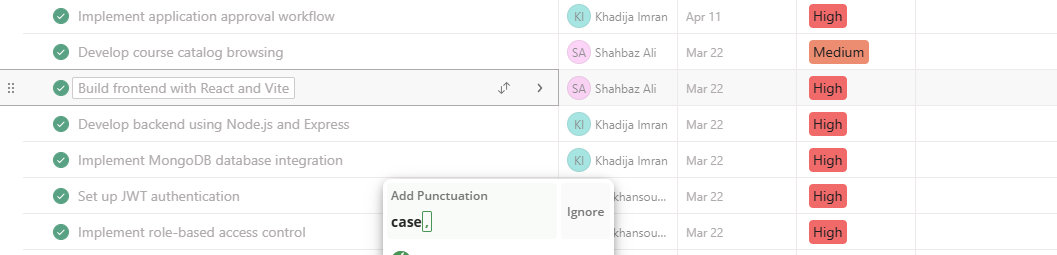 Implement application approval workflow KI Khadija Imran Apr 11 High
Develop course catalog browsing SA Shahbaz Ali Mar 22 Medium
Build frontend with React and Vite SA Shahbaz Ali Mar 22 High
Develop backend using Node.js and Express KI Khadija Imran Mar 22 High
Implement MongoDB database integration KI Khadija Imran Mar 22 High
Set up JWT authentication khansou... Mar 22 High
Implement role-based access control khansou... Mar 22 High
Add Punctuation
case,
Ignore